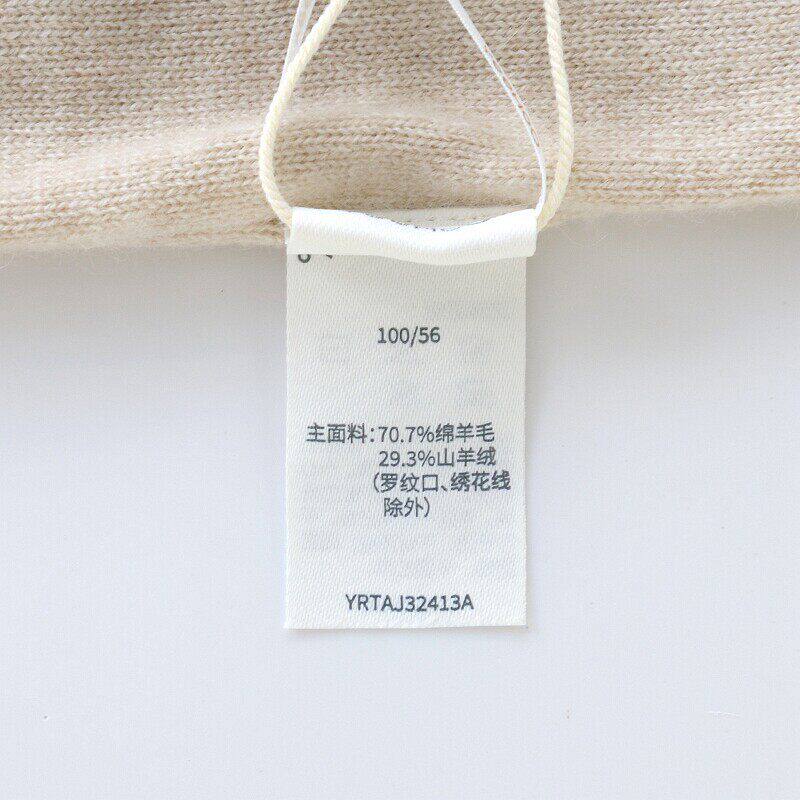 100/56
主面料:70.7%绵羊毛
29.3%山羊绒
(罗纹口、绣花线
除外)
YRTAJ32413A